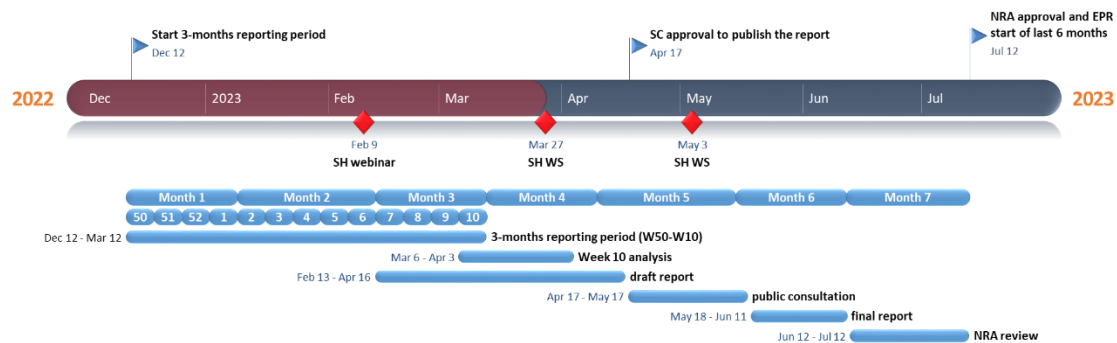 NRA approval and EPR
start of last 6 months
Jul 12
Start 3-months reporting period
Dec 12
SC approval to publish the report
Apr 17
2022 Dec 2023 Feb Mar Apr May Jun Jul 2023
Feb 9
SH webinar
Mar 27
SH WS
May 3
SH WS
Month 1 Month 2 Month 3 Month 4 Month 5 Month 6 Month 7
50 51 52 1 2 3 4 5 6 7 8 9 10
Dec 12 - Mar 12 3-months reporting period (W50-W10)
Mar 6 - Apr 3 Week 10 analysis
Feb 13 - Apr 16 draft report
Apr 17 - May 17 public consultation
May 18 - Jun 11 final report
Jun 12 - Jul 12 NRA review